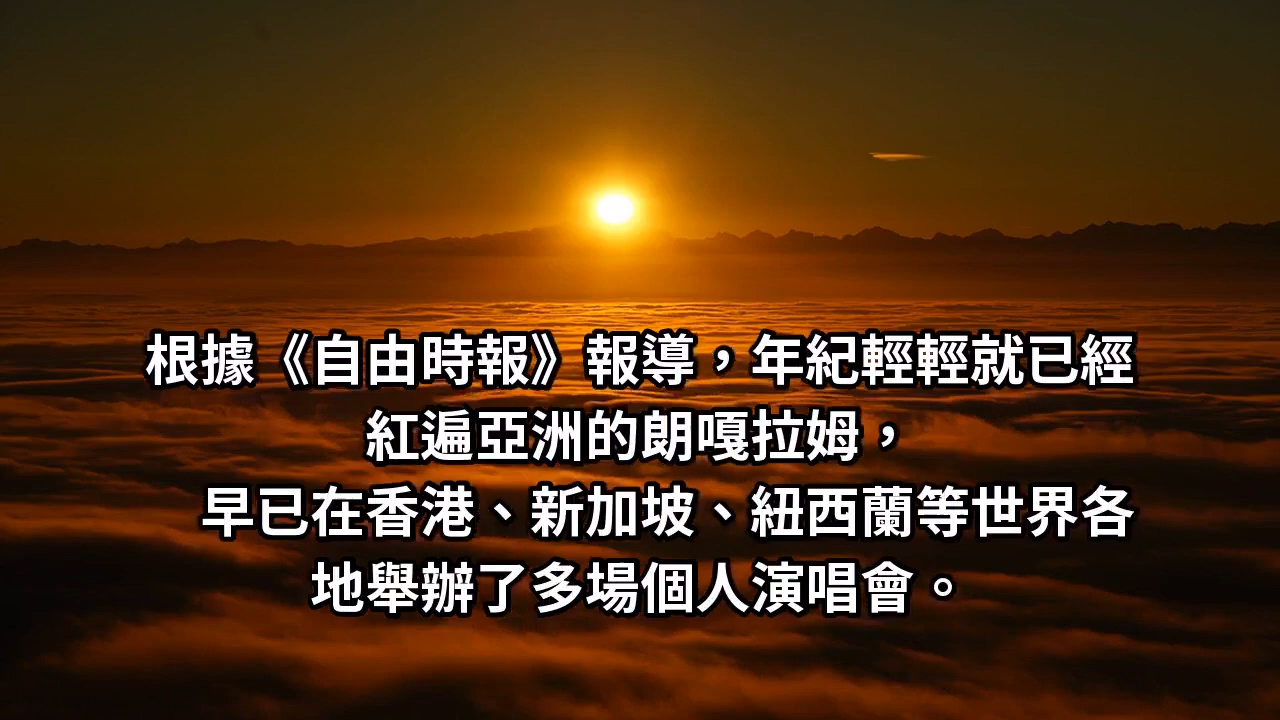 根據《自由時報》報導，年紀輕輕就已經
紅遍亞洲的朗嘎拉姆，
早已在香港、新加坡、紐西蘭等世界各
地舉辦了多場個人演唱會。